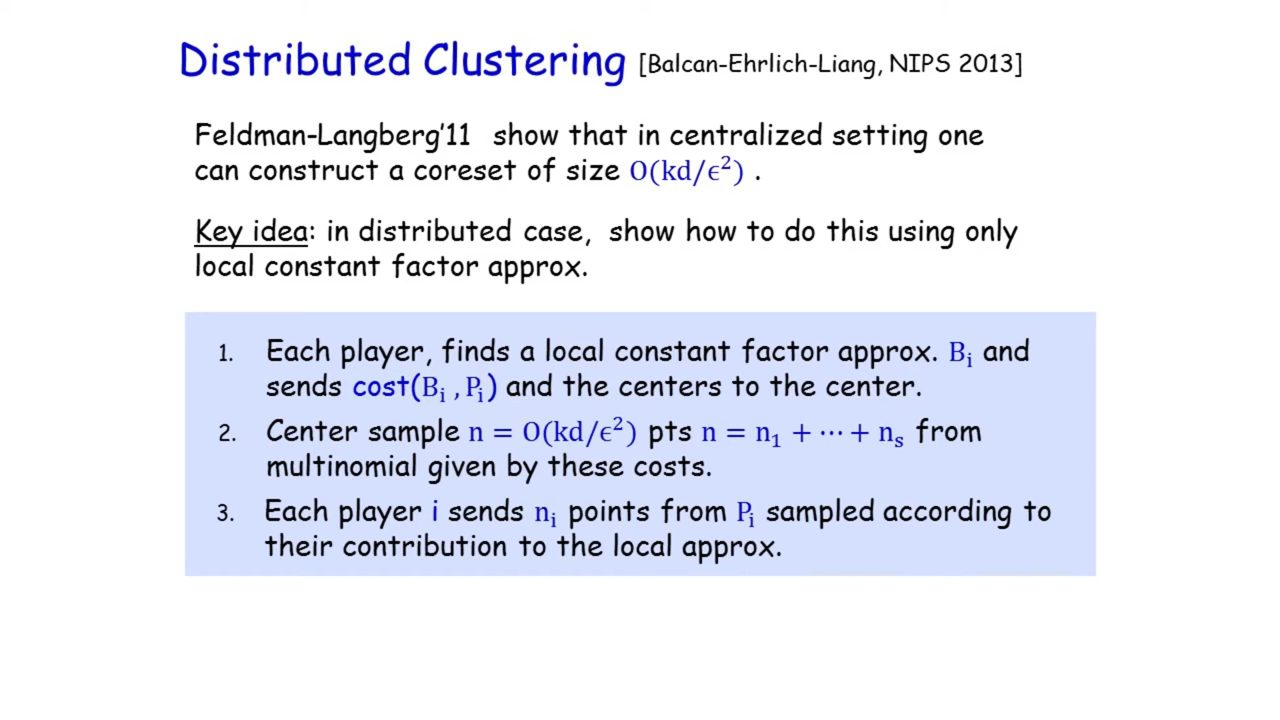 Distributed Clustering [Balcan-Ehrlich-Liang, NIPS 2013]
Feldman-Langberg'11 show that in centralized setting one
can construct a coreset of size O(kd/ϵ²) .
Key idea: in distributed case, show how to do this using only
local constant factor approx.
1. Each player, finds a local constant factor approx. Bᵢ and
sends cost(Bᵢ , Pᵢ) and the centers to the center.
2. Center sample n = O(kd/ϵ²) pts n = n₁ + ⋯ + nₛ from
multinomial given by these costs.
3. Each player i sends nᵢ points from Pᵢ sampled according to
their contribution to the local approx.